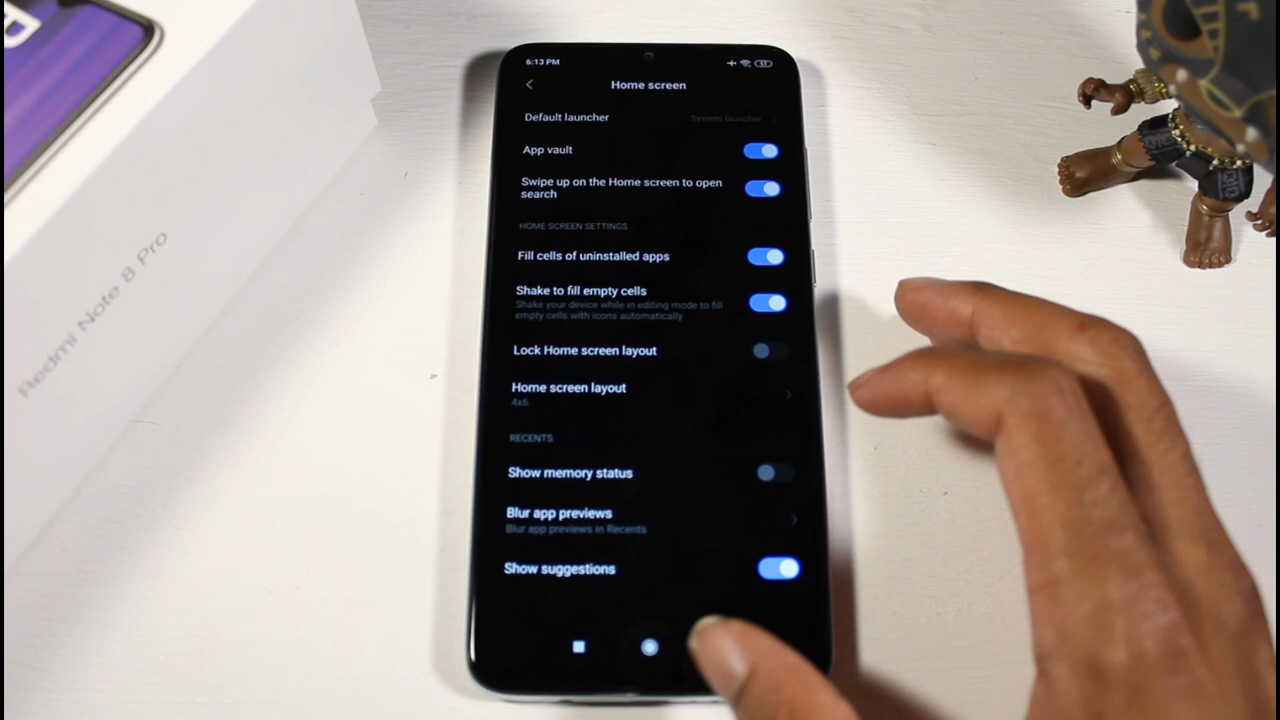 Redmi Note 8 Pro
6:13 PM
57
Home screen
Default launcher
System launcher
App vault
Swipe up on the Home screen to open
search
HOME SCREEN SETTINGS
Fill cells of uninstalled apps
Shake to fill empty cells
Shake your device while in editing mode to fill
empty cells with icons automatically
Lock Home screen layout
Home screen layout
4x6
RECENTS
Show memory status
Blur app previews
Blur app previews in Recents
Show suggestions